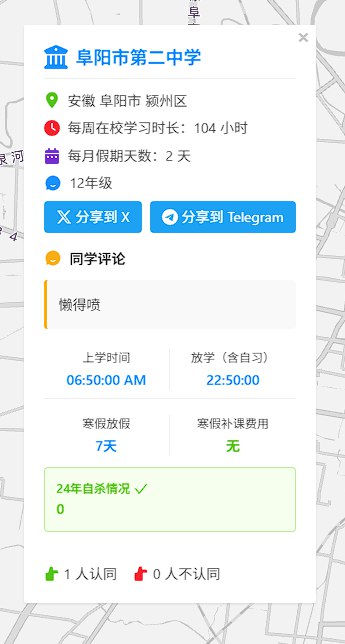 阜阳市第二中学
安徽 阜阳市 颍州区
每周在校学习时长：104 小时
每月假期天数：2 天
12年级
分享到 X
分享到 Telegram
同学评论
懒得喷
上学时间
放学（含自习）
06:50:00 AM
22:50:00
寒假放假
寒假补课费用
7天
无
24年自杀情况
0
1 人认同
0 人不认同
泉河